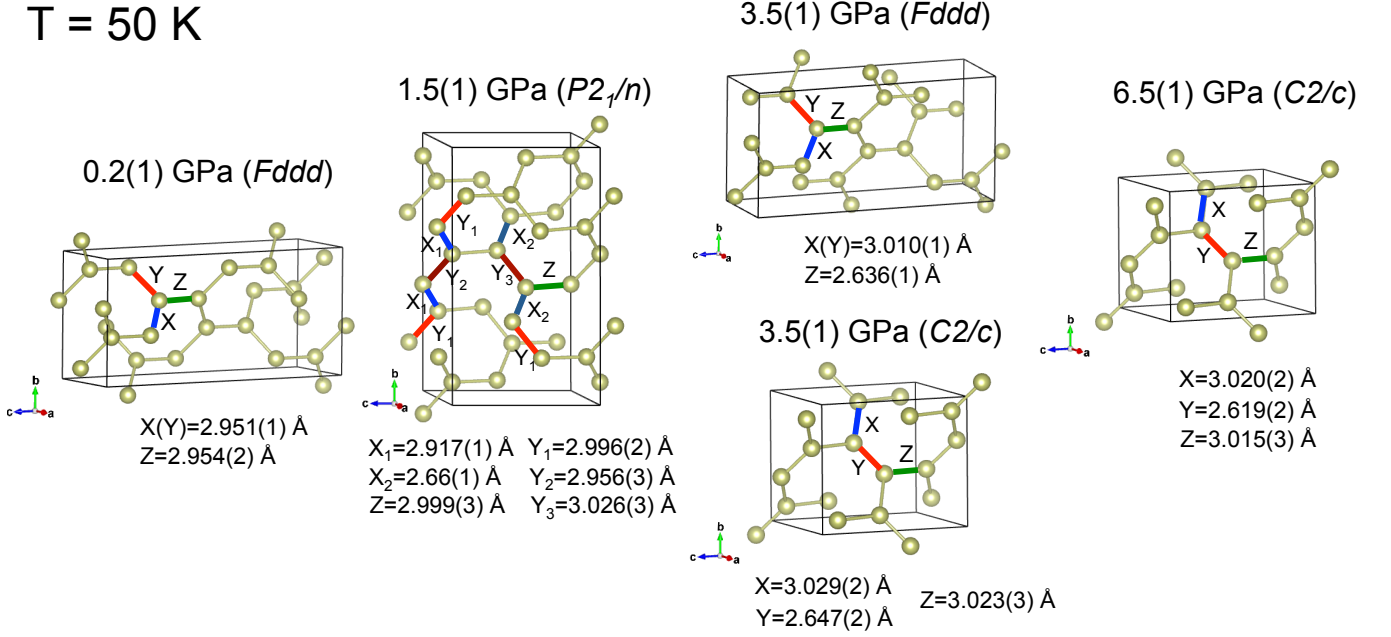 T = 50 K
0.2(1) GPa (Fddd)
Y
Z
X
b
c
a
X(Y)=2.951(1) Å
Z=2.954(2) Å
1.5(1) GPa (P2₁/n)
Y₁
X₂
X₁
Y₂
Y₃
Z
X₁
X₂
Y₁
Y₁
b
c
a
X₁=2.917(1) Å Y₁=2.996(2) Å
X₂=2.66(1) Å Y₂=2.956(3) Å
Z=2.999(3) Å Y₃=3.026(3) Å
3.5(1) GPa (Fddd)
Y
Z
X
b
c
a
X(Y)=3.010(1) Å
Z=2.636(1) Å
3.5(1) GPa (C2/c)
X
Y
Z
b
c
a
X=3.029(2) Å
Y=2.647(2) Å
Z=3.023(3) Å
6.5(1) GPa (C2/c)
X
Y
Z
b
c
a
X=3.020(2) Å
Y=2.619(2) Å
Z=3.015(3) Å